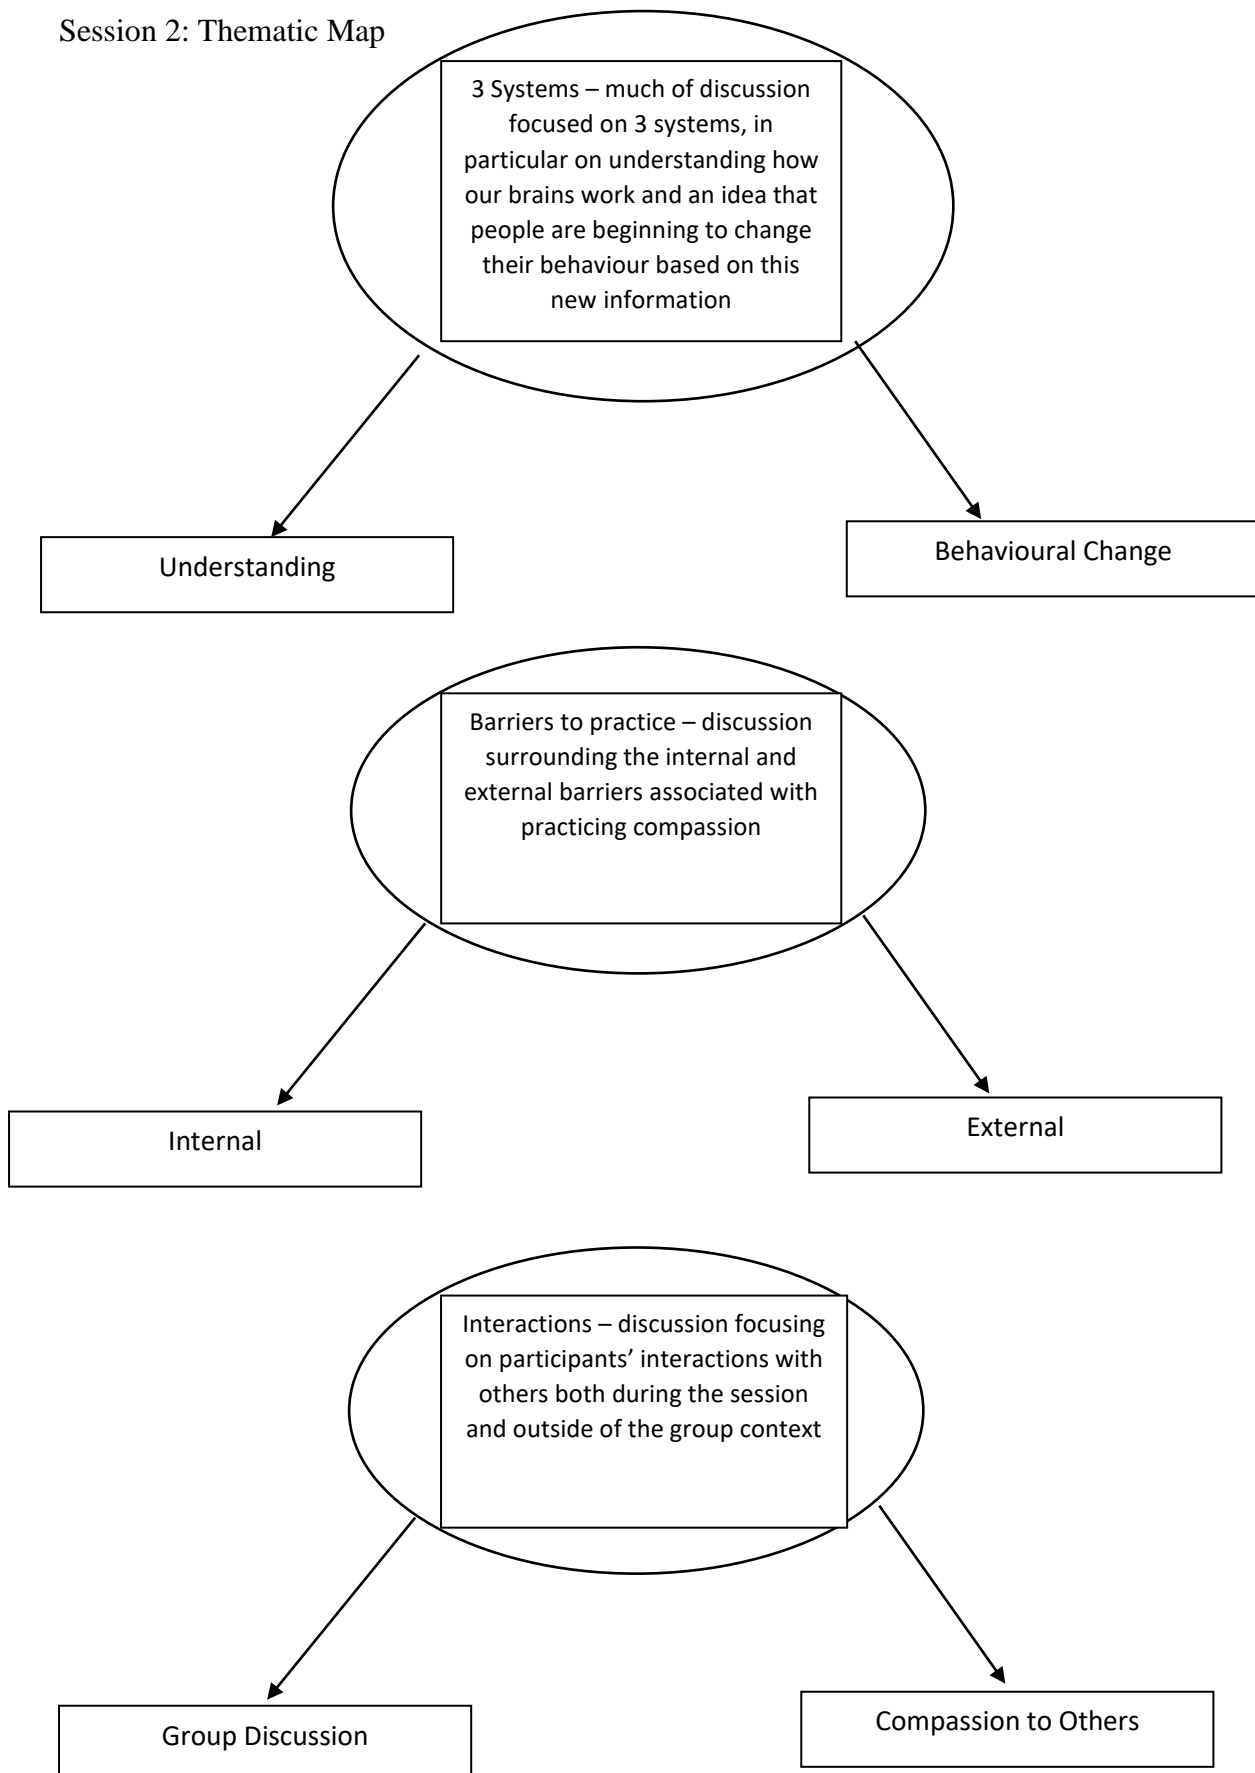 Session 2: Thematic Map
3 Systems – much of discussion
focused on 3 systems, in
particular on understanding how
our brains work and an idea that
people are beginning to change
their behaviour based on this
new information
Understanding
Behavioural Change
Barriers to practice – discussion
surrounding the internal and
external barriers associated with
practicing compassion
Internal
External
Interactions – discussion focusing
on participants’ interactions with
others both during the session
and outside of the group context
Group Discussion
Compassion to Others